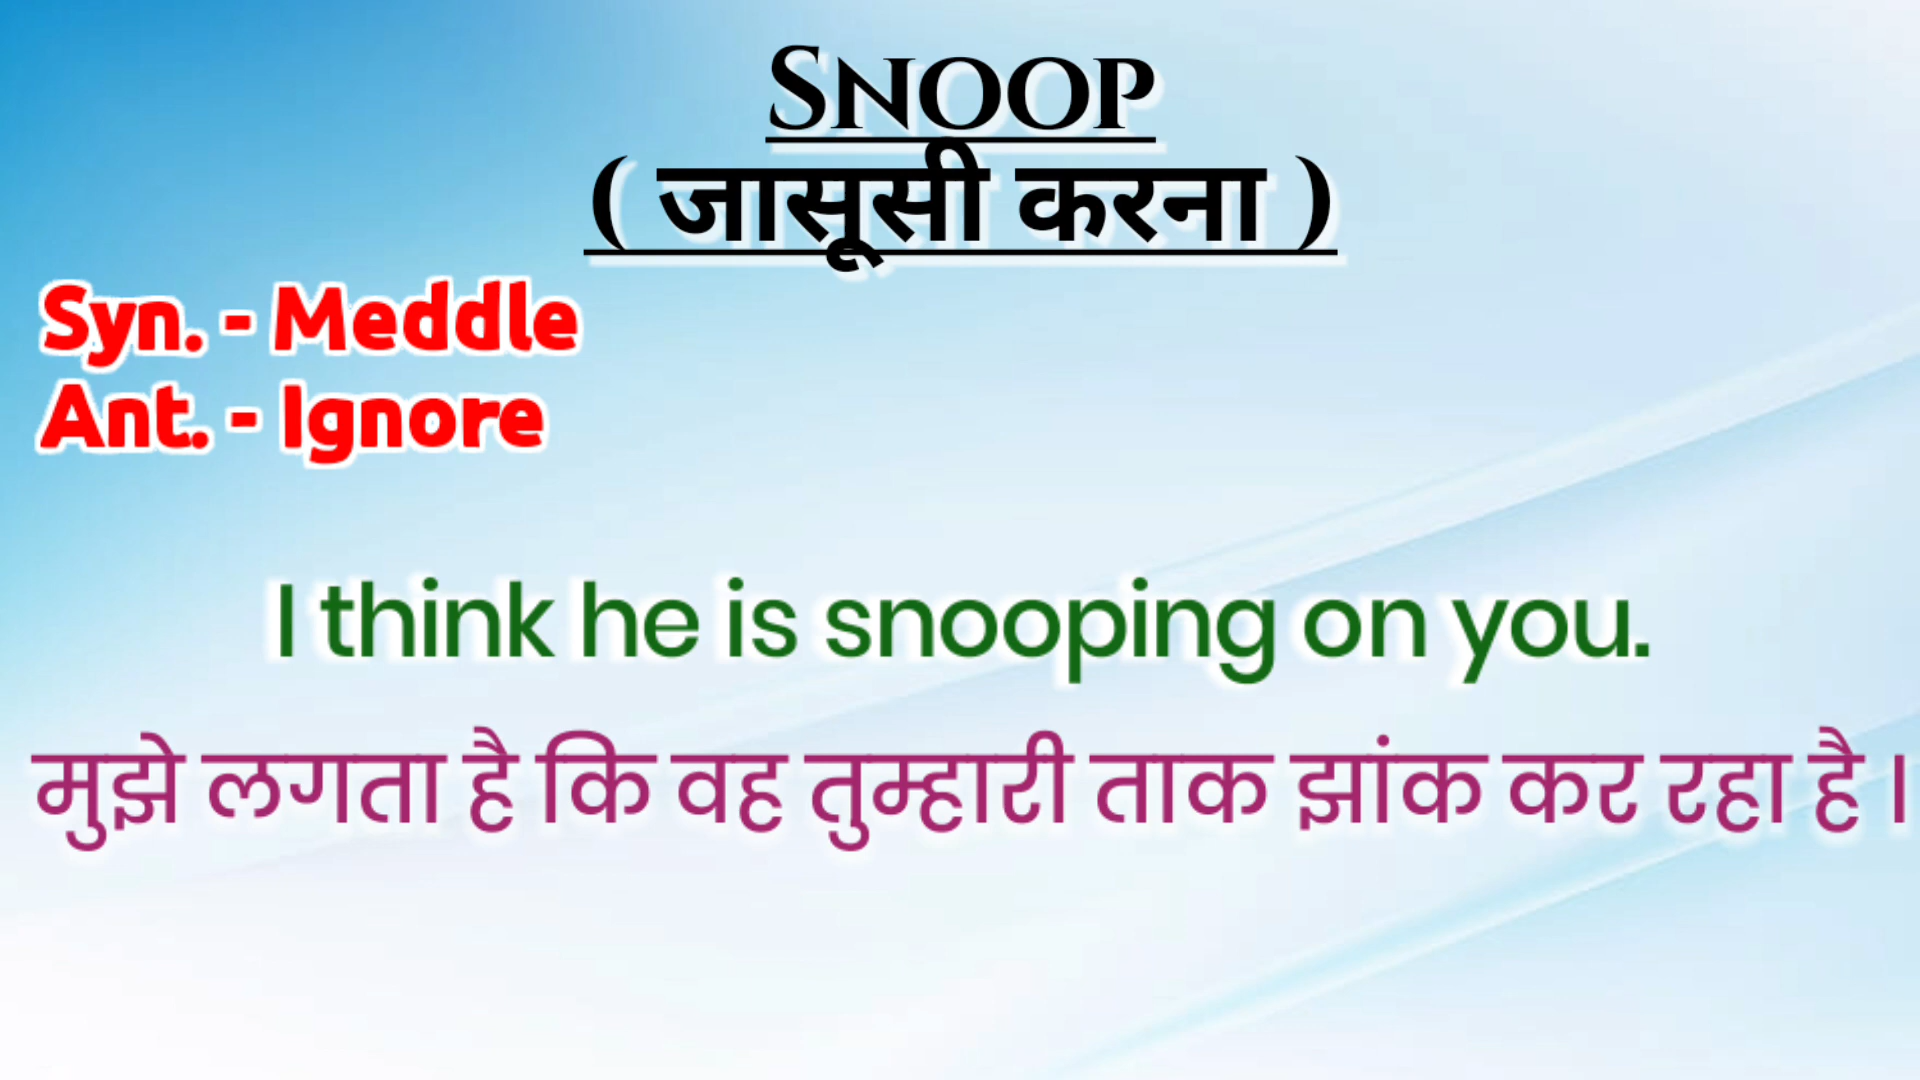 Snoop
( जासूसी करना )
Syn. - Meddle
Ant. - Ignore
I think he is snooping on you.
मुझे लगता है कि वह तुम्हारी ताक झांक कर रहा है ।